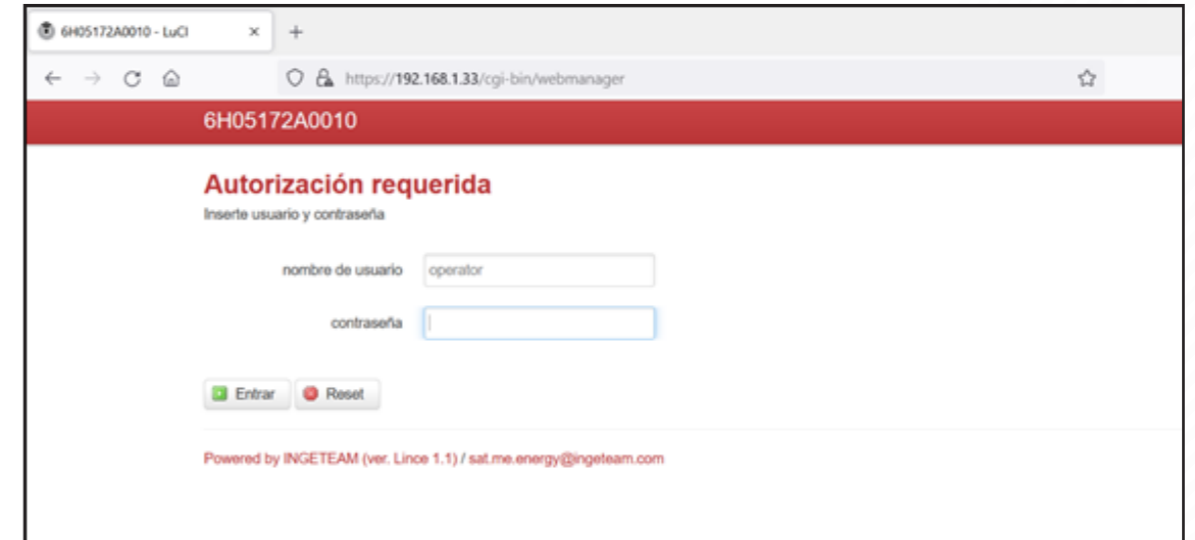 6H05172A0010 - LuCI
https://192.168.1.33/cgi-bin/webmanager
6H05172A0010
Autorización requerida
Inserte usuario y contraseña
nombre de usuario operator
contraseña
Entrar Reset
Powered by INGETEAM (ver. Lince 1.1) / sat.me.energy@ingeteam.com